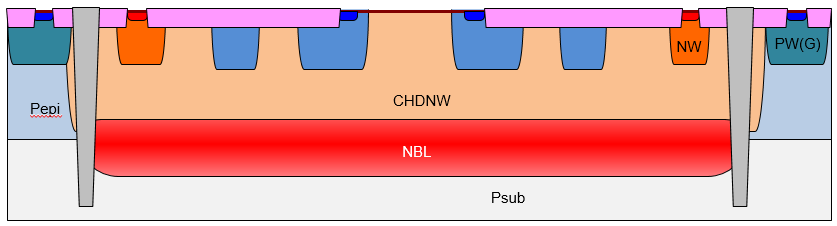 NW
PW(G)
Pepi
CHDNW
NBL
Psub